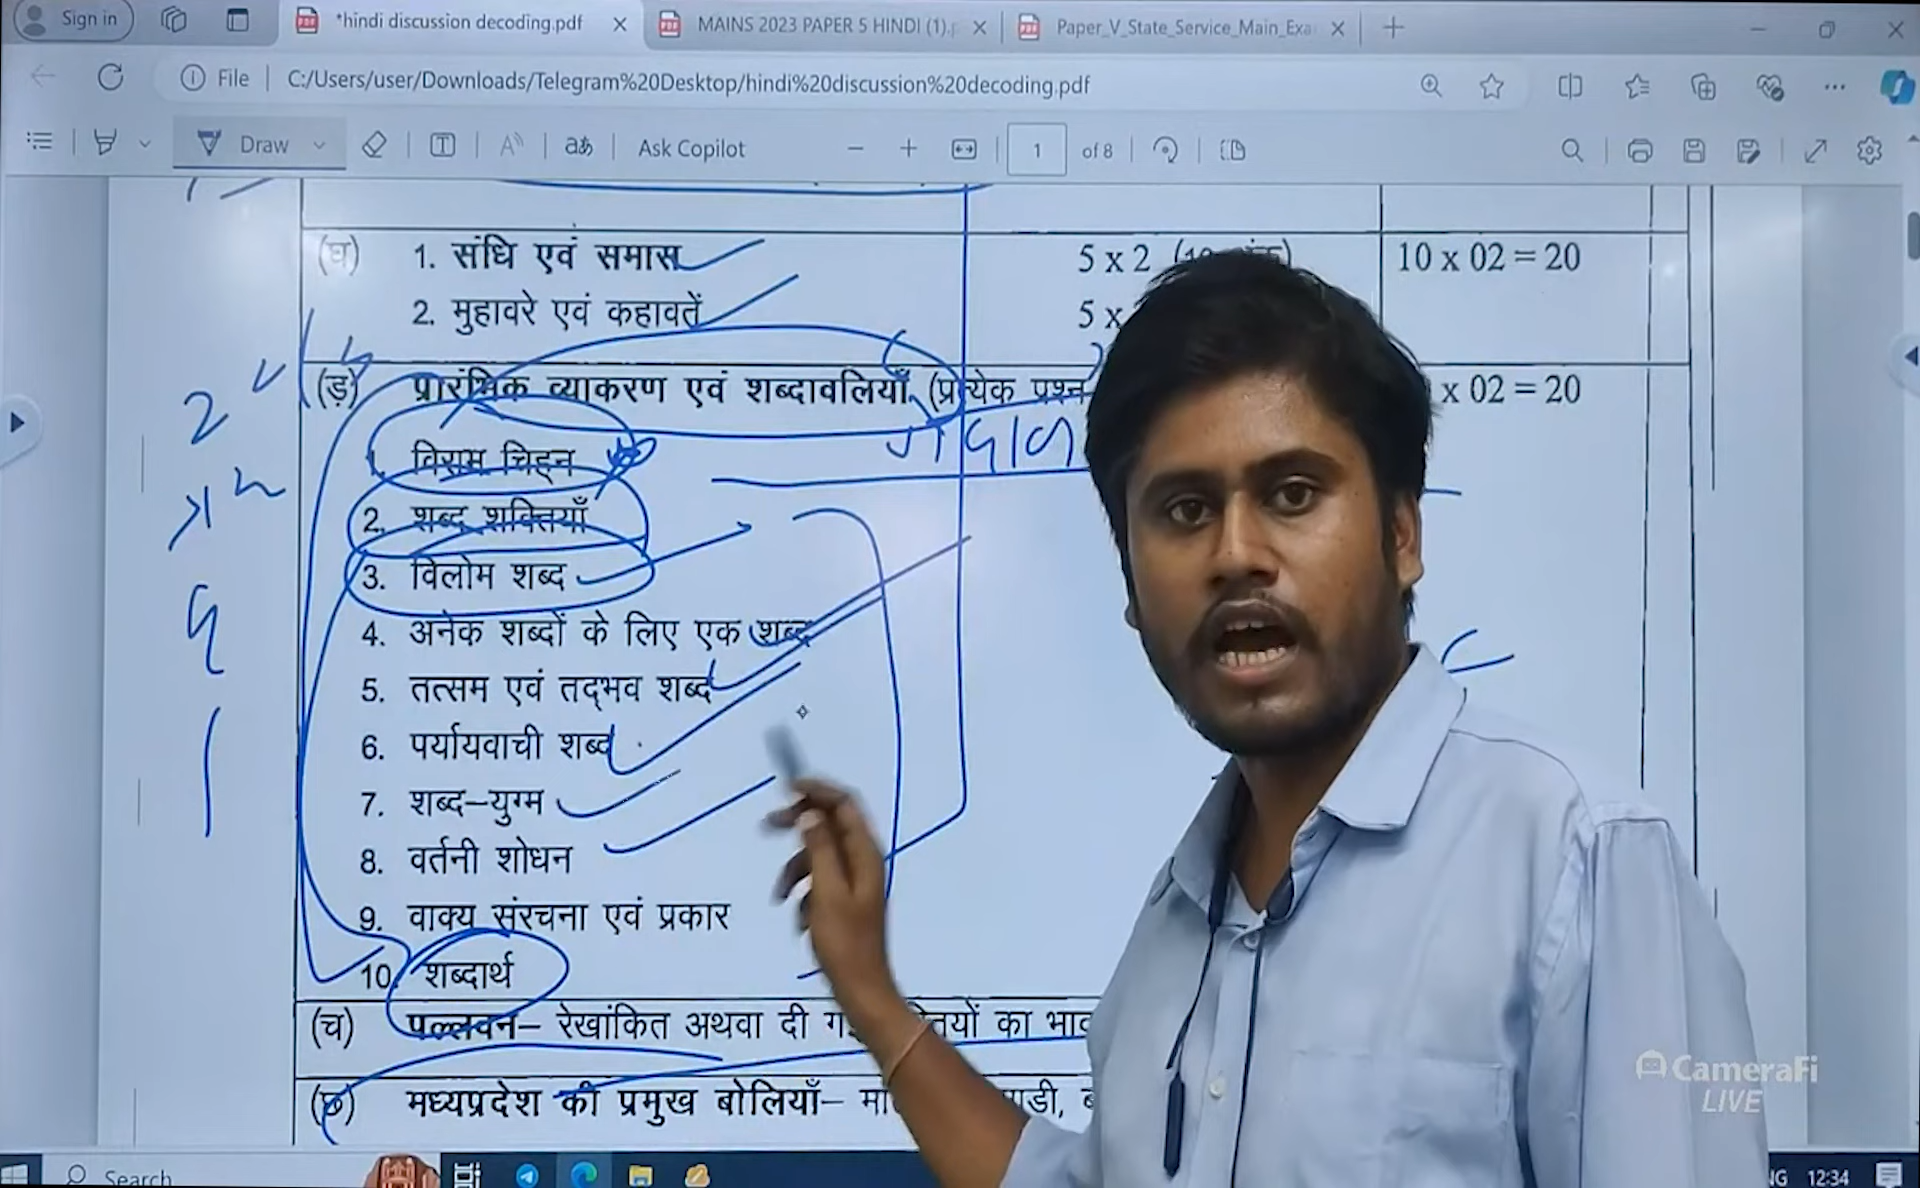 Sign in
*hindi discussion decoding.pdf
MAINS 2023 PAPER 5 HINDI (1).p
Paper_V_State_Service_Main_Exa
File
C:/Users/user/Downloads/Telegram%20Desktop/hindi%20discussion%20decoding.pdf
Draw
aあ
Ask Copilot
1 of 8
(घ) 1. संधि एवं समास 5 x 2 10 x 02 = 20
2. मुहावरे एवं कहावतें 5 x
(ड़) प्रारंभिक व्याकरण एवं शब्दावलियाँ (प्रत्येक प्रश्न x 02 = 20
विराम चिह्न
2. शब्द शक्तियाँ
3. विलोम शब्द
4. अनेक शब्दों के लिए एक शब्द
5. तत्सम एवं तद्भव शब्द
6. पर्यायवाची शब्द
7. शब्द–युग्म
8. वर्तनी शोधन
9. वाक्य संरचना एवं प्रकार
10. शब्दार्थ
(च) पल्लवन– रेखांकित अथवा दी का
(छ) मध्यप्रदेश की प्रमुख बोलियाँ–
CameraFi
LIVE
Search
12:34